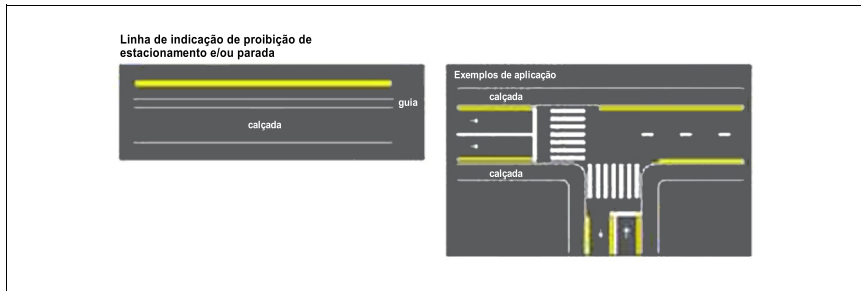 Linha de indicação de proibição de
estacionamento e/ou parada
guia
calçada
Exemplos de aplicação
calçada
calçada